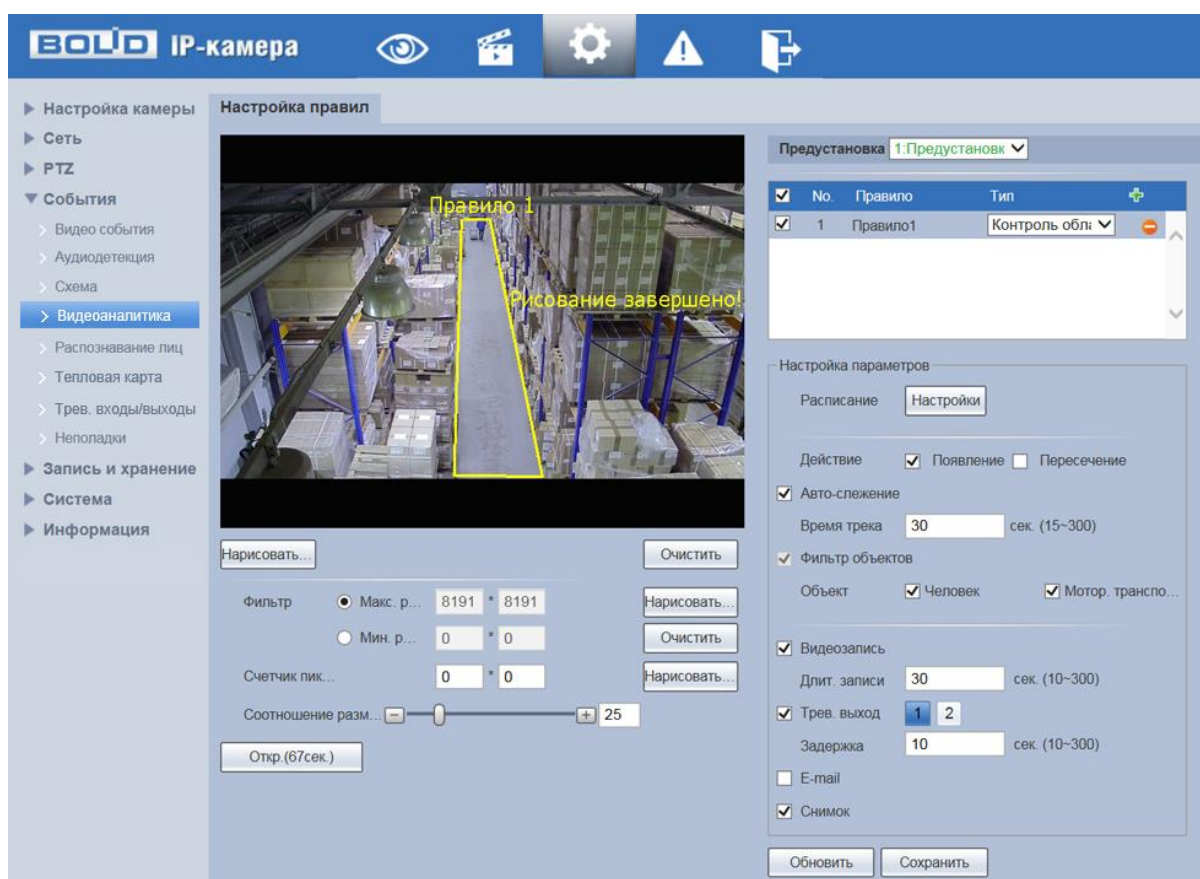 BOLID IP-камера
Настройка камеры
Сеть
PTZ
События
Видео события
Аудиодетекция
Схема
Видеоаналитика
Распознавание лиц
Тепловая карта
Трев. входы/выходы
Неполадки
Запись и хранение
Система
Информация
Настройка правил
Правило 1
Рисование завершено!
Нарисовать...
Очистить
Фильтр Макс. р... 8191 * 8191 Нарисовать...
Мин. р... 0 * 0 Очистить
Счетчик пик... 0 * 0 Нарисовать...
Соотношение разм... 25
Откр.(67сек.)
Предустановка 1:Предустановк
No. Правило Тип
1 Правило1 Контроль обла
Настройка параметров
Расписание Настройки
Действие Появление Пересечение
Авто-слежение
Время трека 30 сек. (15~300)
Фильтр объектов
Объект Человек Мотор. транспо...
Видеозапись
Длит. записи 30 сек. (10~300)
Трев. выход 1 2
Задержка 10 сек. (10~300)
E-mail
Снимок
Обновить Сохранить